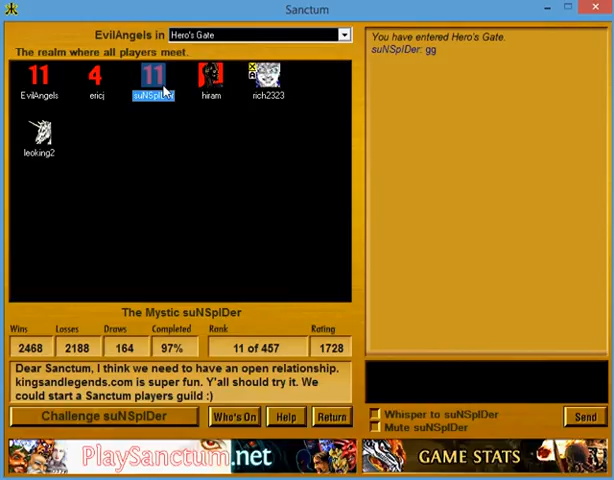 Sanctum
EvilAngels in Hero's Gate
The realm where all players meet.
11 4 11
EvilAngels ericj suNSpIDer hiram rich2323
leoking2
The Mystic suNSpIDer
Wins Losses Draws Completed Rank Rating
2468 2188 164 97% 11 of 457 1728
Dear Sanctum, I think we need to have an open relationship.
kingsandlegends.com is super fun. Y'all should try it. We
could start a Sanctum players guild :)
Challenge suNSpIDer Who's On Help Return
You have entered Hero's Gate.
suNSpIDer: gg
Whisper to suNSpIDer
Mute suNSpIDer
Send
PlaySanctum.net
GAME STATS